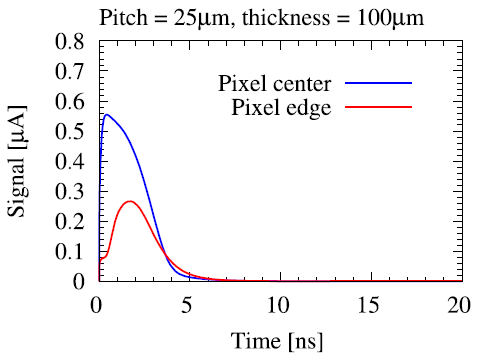 Pitch = 25μm, thickness = 100μm
0.8
0.7
0.6
0.5
0.4
0.3
0.2
0.1
0
Signal [μA]
Pixel center
Pixel edge
0 5 10 15 20
Time [ns]